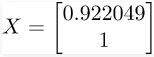 X = [0.922049
1]